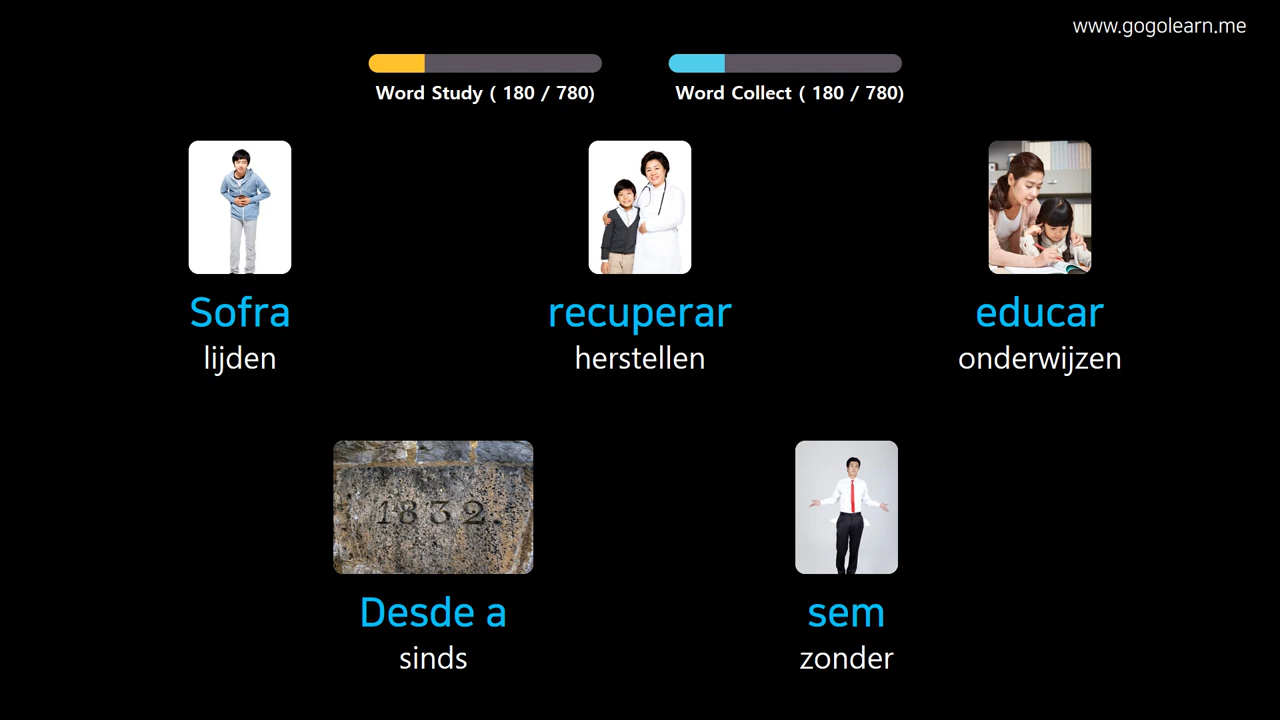 www.gogolearn.me
Word Study ( 180 / 780)
Word Collect ( 180 / 780)
Sofra
lijden
recuperar
herstellen
educar
onderwijzen
1832.
Desde a
sinds
sem
zonder